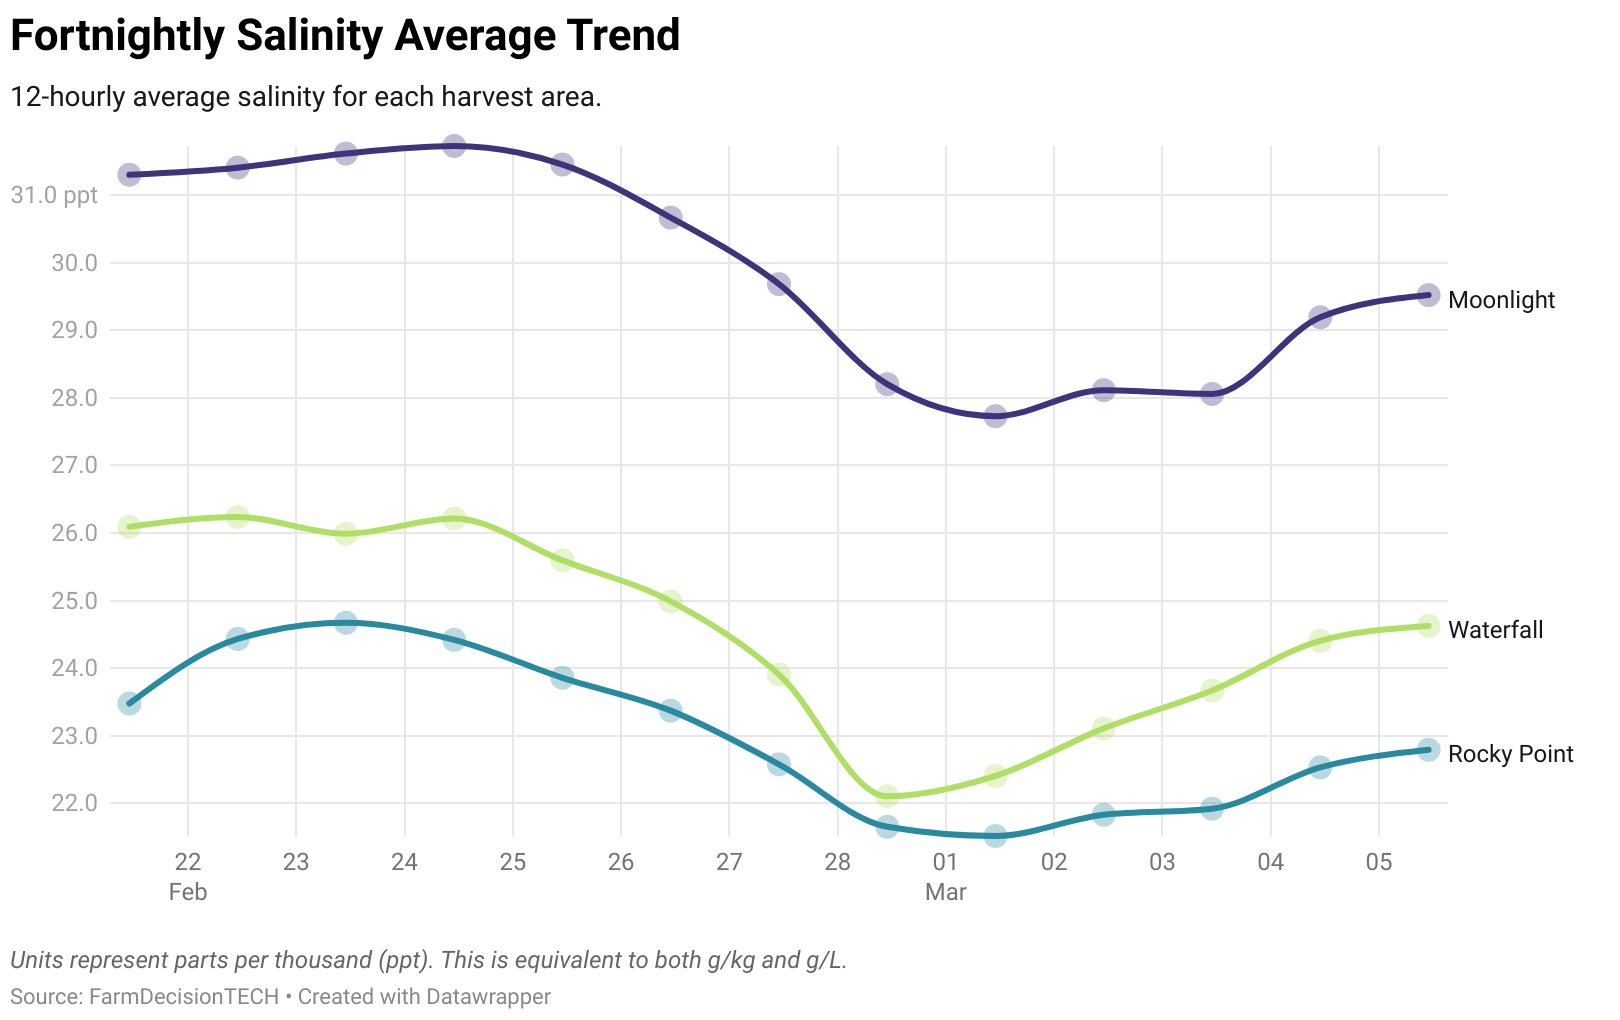 Fortnightly Salinity Average Trend
12-hourly average salinity for each harvest area.
31.0 ppt
30.0
29.0
28.0
27.0
26.0
25.0
24.0
23.0
22.0
Moonlight
Waterfall
Rocky Point
22 23 24 25 26 27 28 01 02 03 04 05
Feb Mar
Units represent parts per thousand (ppt). This is equivalent to both g/kg and g/L.
Source: FarmDecisionTECH • Created with Datawrapper